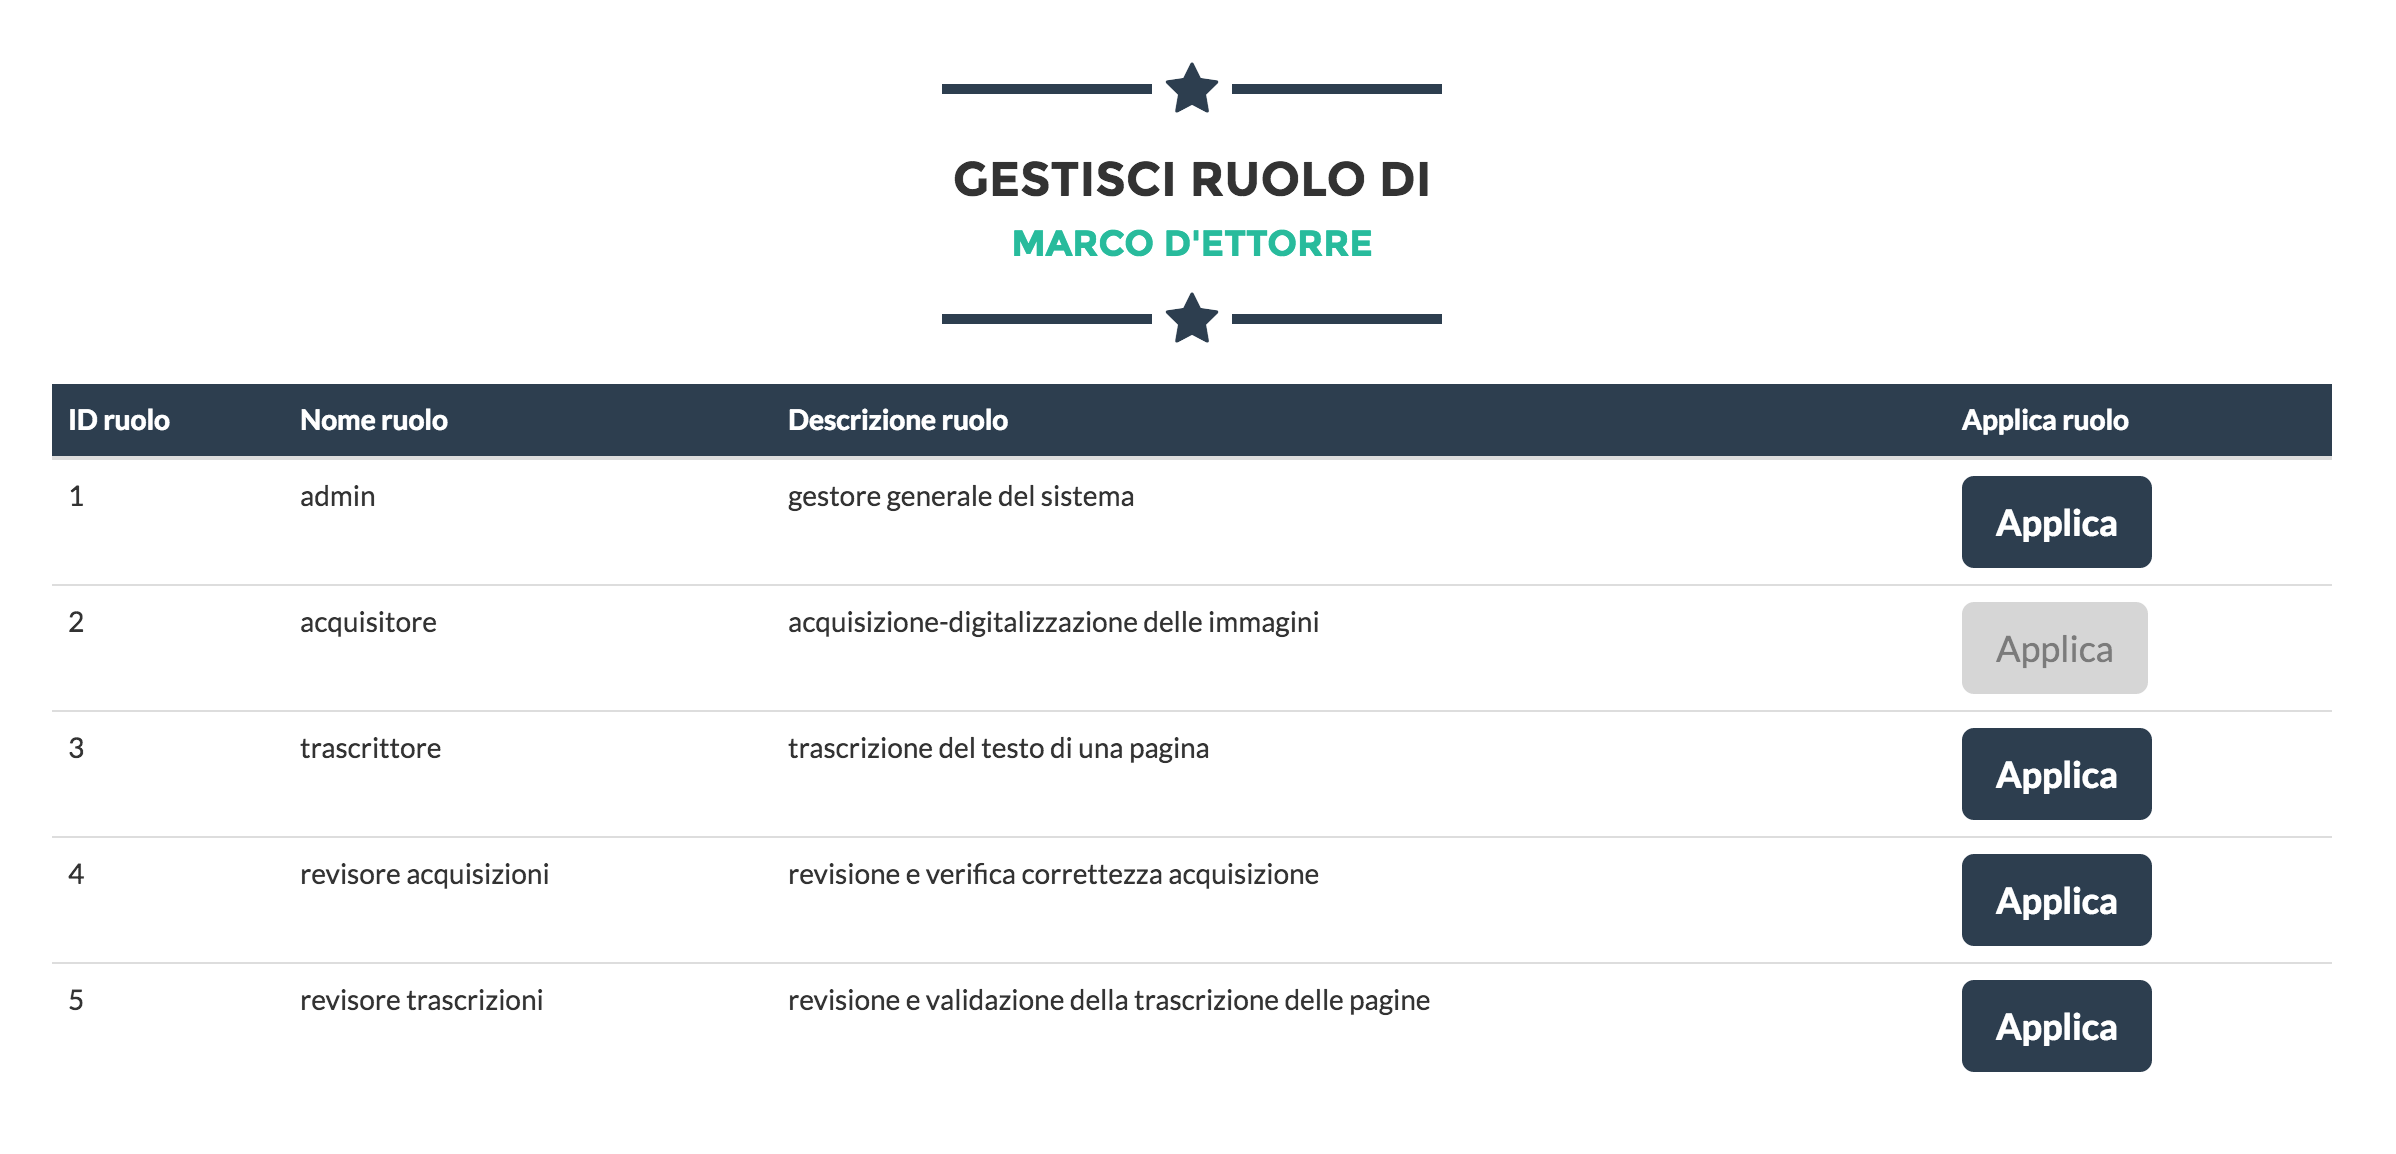 GESTISCI RUOLO DI
MARCO D'ETTORRE
ID ruolo Nome ruolo Descrizione ruolo Applica ruolo
1 admin gestore generale del sistema Applica
2 acquisitore acquisizione-digitalizzazione delle immagini Applica
3 trascrittore trascrizione del testo di una pagina Applica
4 revisore acquisizioni revisione e verifica correttezza acquisizione Applica
5 revisore trascrizioni revisione e validazione della trascrizione delle pagine Applica